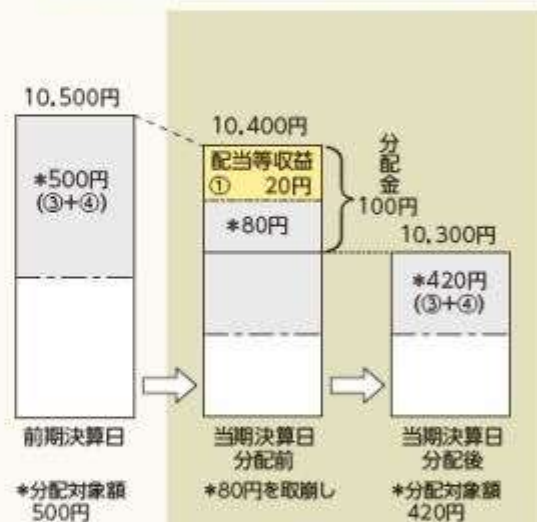 10,500円
*500円
(③+④)
前期決算日
*分配対象額
500円
10,400円
配当等収益
① 20円
*80円
分配金
100円
当期決算日
分配前
*80円を取崩し
10,300円
*420円
(③+④)
当期決算日
分配後
*分配対象額
420円